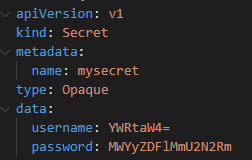 apiVersion: v1
kind: Secret
metadata:
  name: mysecret
type: Opaque
data:
  username: YWRtaW4=
  password: MWYyZDFlMmU2N2Rm